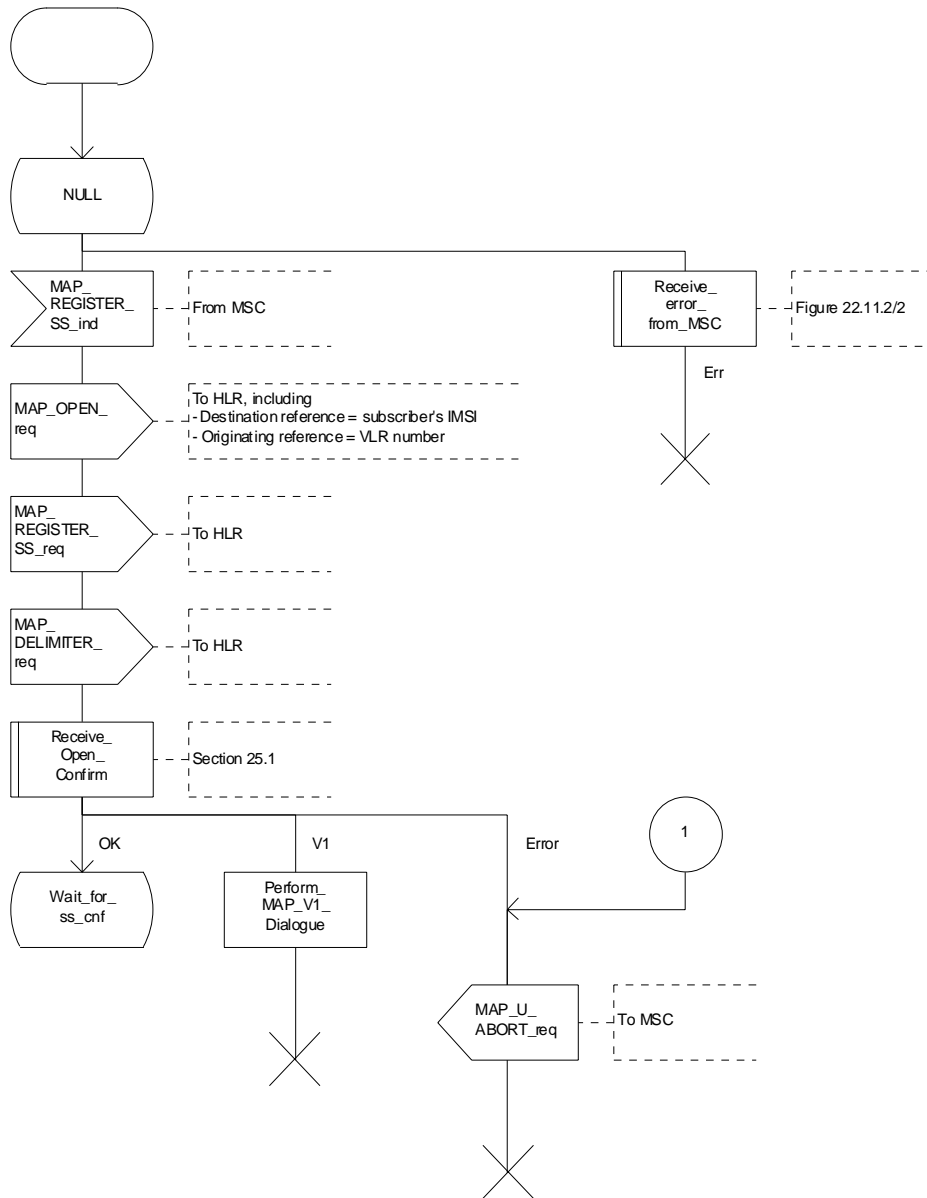 NULL
MAP_
REGISTER_
SS_ind
From MSC
Receive_
error_
from_MSC
Figure 22.11.2/2
Err
MAP_OPEN_
req
To HLR, including
- Destination reference = subscriber's IMSI
- Originating reference = VLR number
MAP_
REGISTER_
SS_req
To HLR
MAP_
DELIMITER_
req
To HLR
Receive_
Open_
Confirm
Section 25.1
OK
V1
Error
1
Wait_for_
ss_cnf
Perform_
MAP_V1_
Dialogue
MAP_U_
ABORT_req
To MSC